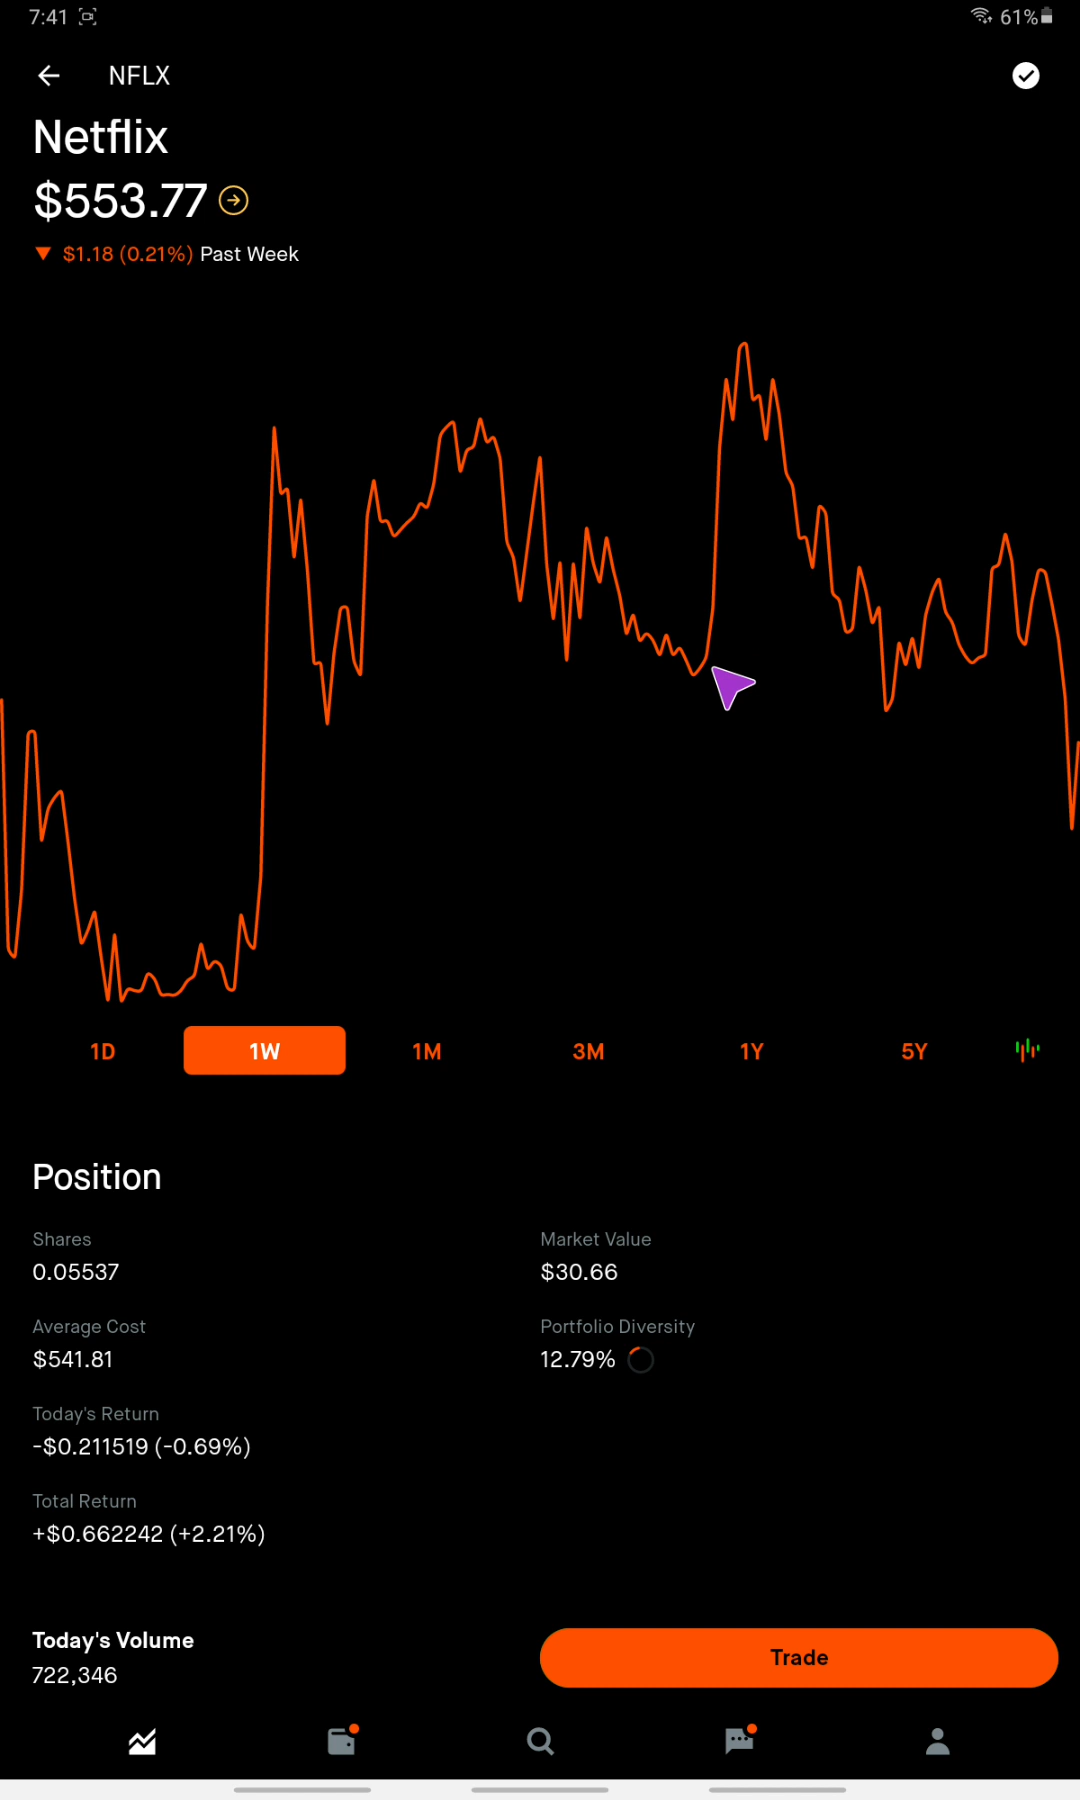 7:41
61%
NFLX
Netflix
$553.77
$1.18 (0.21%) Past Week
1D 1W 1M 3M 1Y 5Y
Position
Shares
0.05537
Market Value
$30.66
Average Cost
$541.81
Portfolio Diversity
12.79%
Today's Return
-$0.211519 (-0.69%)
Total Return
+$0.662242 (+2.21%)
Today's Volume
722,346
Trade